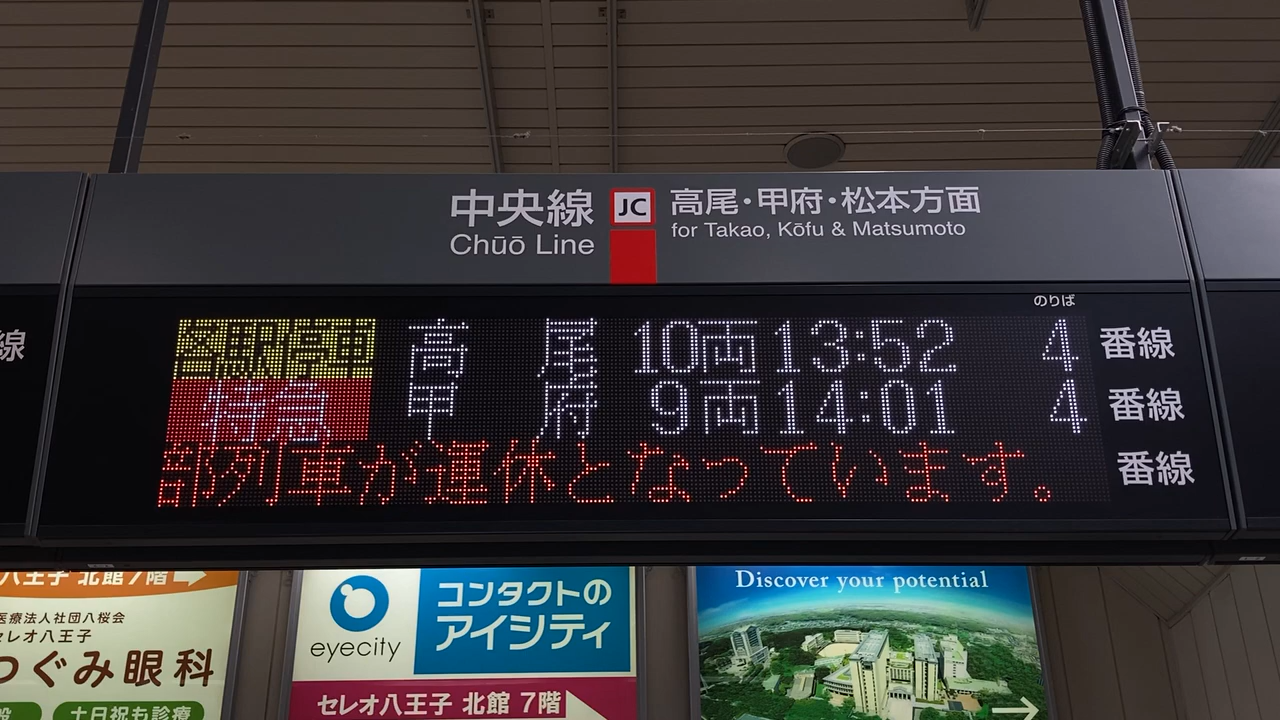 中央線 JC 高尾・甲府・松本方面
Chūō Line for Takao, Kōfu & Matsumoto
のりば
線
各駅停車 高尾 10両 13:52 4 番線
特急 甲府 9両 14:01 4 番線
部列車が運休となっています。 番線
八王子 北館7階
医療法人社団八桜会
セレオ八王子
つぐみ眼科
土日祝も診療
eyecity
コンタクトの
アイシティ
セレオ八王子 北館 7階
Discover your potential